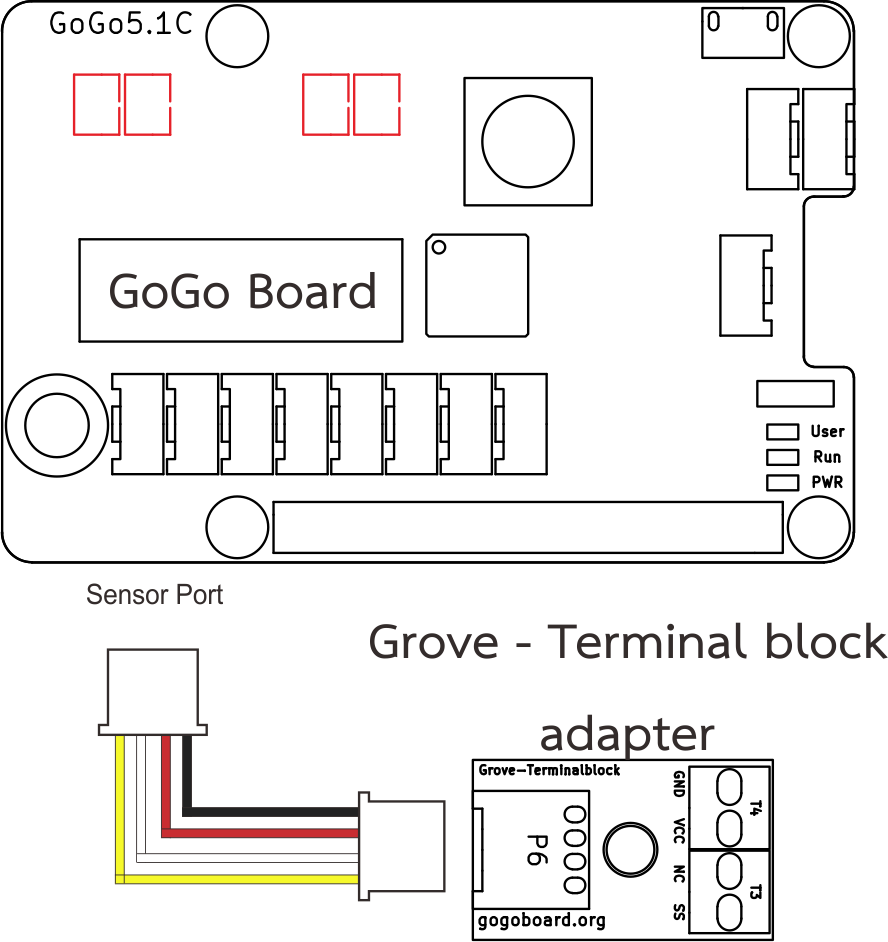 GoGo5.1C
GoGo Board
User
Run
PWR
Sensor Port
Grove - Terminal block
adapter
Grove-Terminalblock
GND
VCC
NC
SS
T4
T3
P6
gogoboard.org